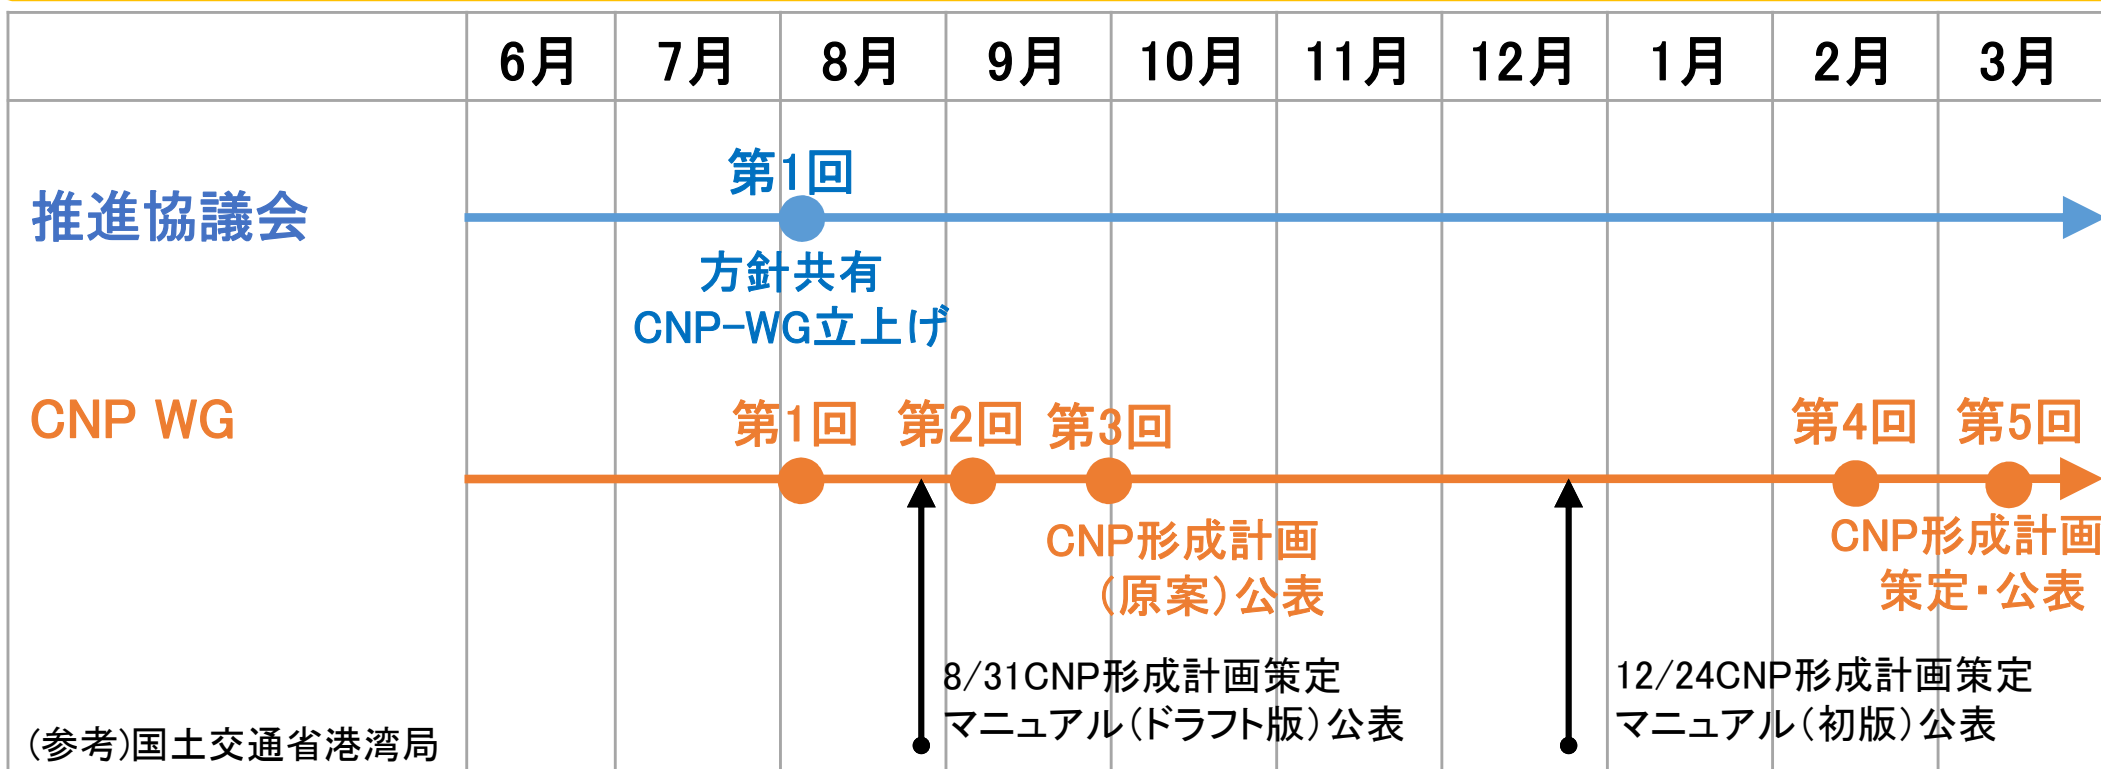 6月 7月 8月 9月 10月 11月 12月 1月 2月 3月
推進協議会
第1回
方針共有
CNP-WG立上げ
CNP WG
第1回 第2回 第3回 第4回 第5回
CNP形成計画
(原案)公表
CNP形成計画
策定・公表
8/31CNP形成計画策定
マニュアル(ドラフト版)公表
12/24CNP形成計画策定
マニュアル(初版)公表
(参考)国土交通省港湾局